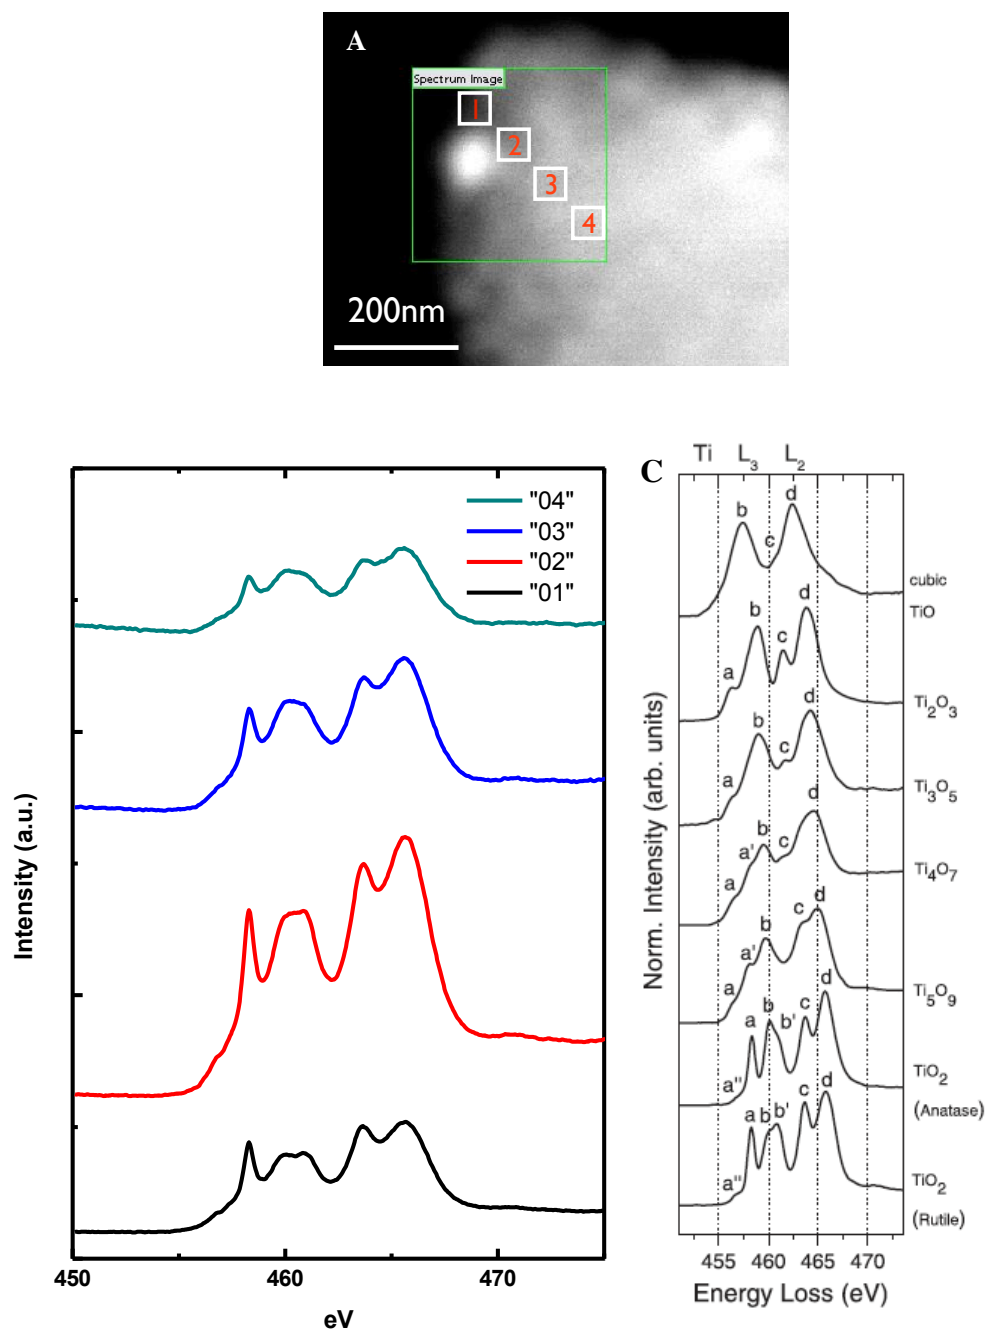 A
Spectrum Image
1
2
3
4
200nm
"04"
"03"
"02"
"01"
Intensity (a.u.)
450
460
470
eV
C
Ti L₃ L₂
b c d
cubic
TiO
a b c d
Ti₂O₃
a b c d
Ti₃O₅
a a' b c d
Ti₄O₇
a a' b c d
Ti₅O₉
a" a b b' c d
TiO₂
(Anatase)
a" a b b' c d
TiO₂
(Rutile)
Norm. Intensity (arb. units)
455 460 465 470
Energy Loss (eV)